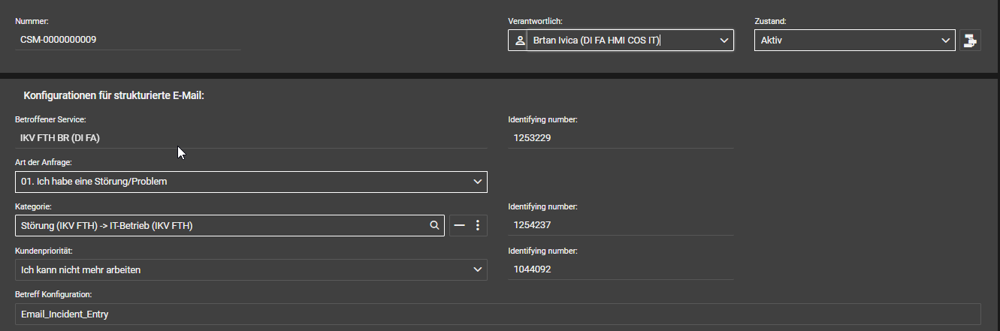 Nummer:
CSM-0000000009
Verantwortlich:
Brtan Ivica (DI FA HMI COS IT)
Zustand:
Aktiv
Konfigurationen für strukturierte E-Mail:
Betroffener Service:
IKV FTH BR (DI FA)
Identifying number:
1253229
Art der Anfrage:
01. Ich habe eine Störung/Problem
Kategorie:
Störung (IKV FTH) -> IT-Betrieb (IKV FTH)
Identifying number:
1254237
Kundenpriorität:
Ich kann nicht mehr arbeiten
Identifying number:
1044092
Betreff Konfiguration:
Email_Incident_Entry